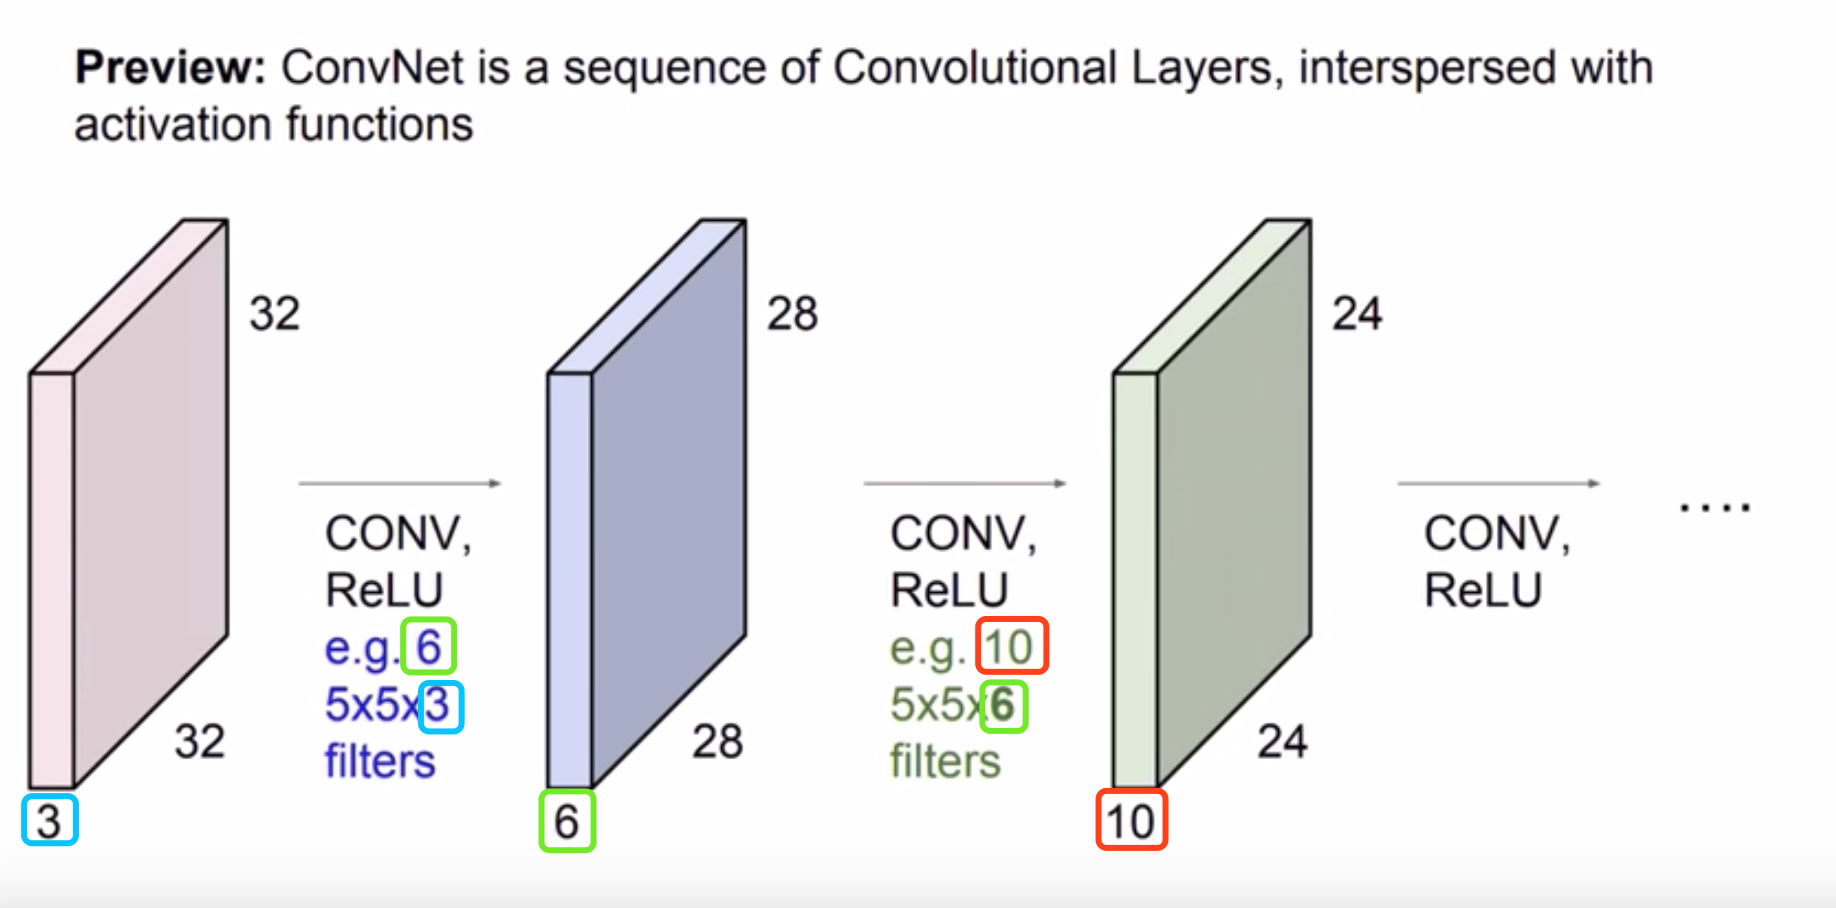 Preview: ConvNet is a sequence of Convolutional Layers, interspersed with
activation functions
32
32
3
CONV,
ReLU
e.g. 6
5x5x3
filters
28
28
6
CONV,
ReLU
e.g. 10
5x5x6
filters
24
24
10
CONV,
ReLU
....